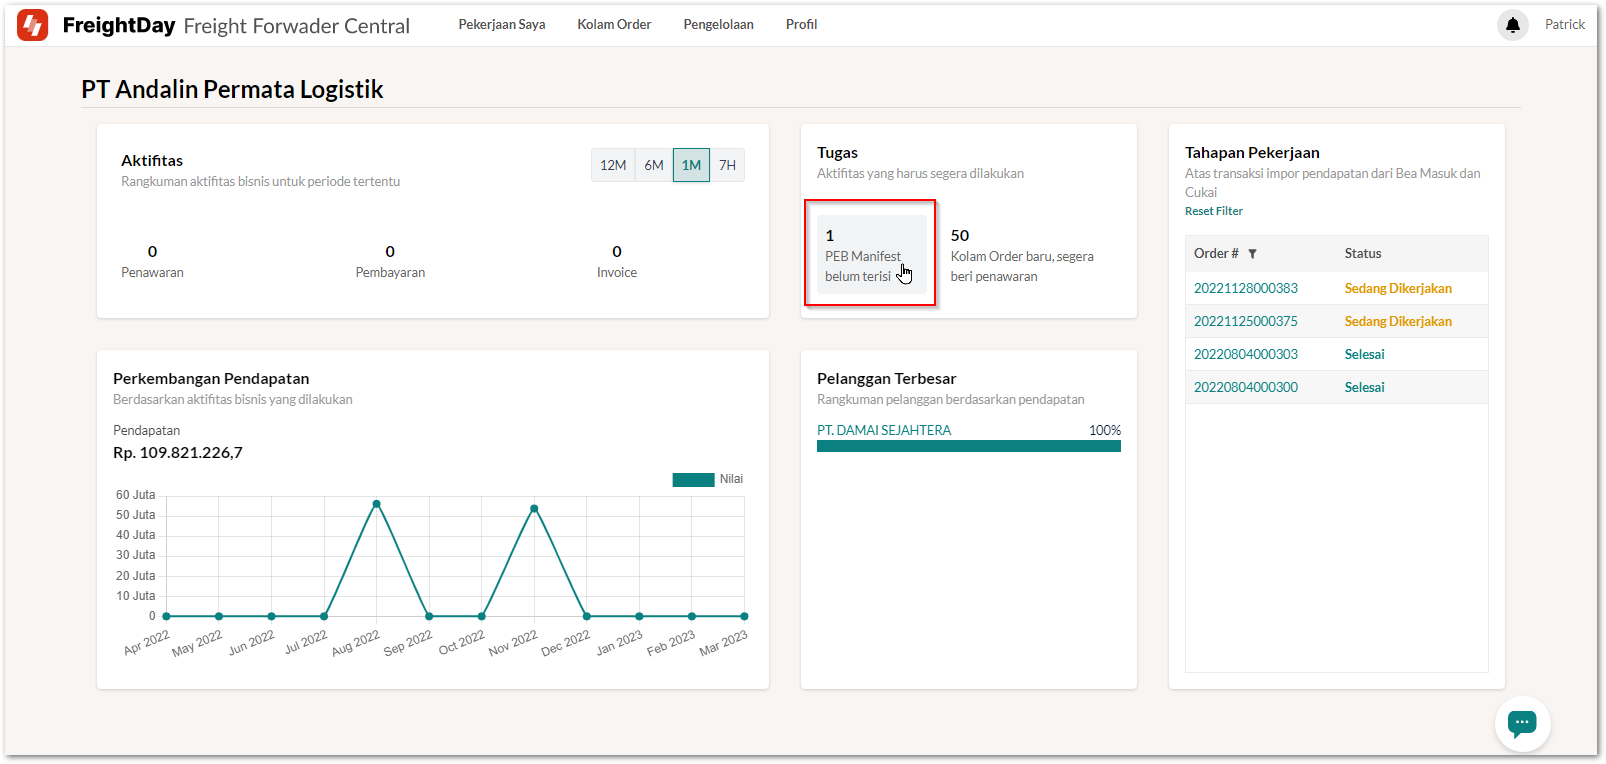 FreightDay Freight Forwader Central
Pekerjaan Saya
Kolam Order
Pengelolaan
Profil
Patrick
PT Andalin Permata Logistik
Aktifitas
Rangkuman aktifitas bisnis untuk periode tertentu
12M 6M 1M 7H
0
Penawaran
0
Pembayaran
0
Invoice
Tugas
Aktifitas yang harus segera dilakukan
1
PEB Manifest
belum terisi
50
Kolam Order baru, segera
beri penawaran
Tahapan Pekerjaan
Atas transaksi impor pendapatan dari Bea Masuk dan
Cukai
Reset Filter
Order # Status
20221128000383 Sedang Dikerjakan
20221125000375 Sedang Dikerjakan
20220804000303 Selesai
20220804000300 Selesai
Perkembangan Pendapatan
Berdasarkan aktifitas bisnis yang dilakukan
Pendapatan
Rp. 109.821.226,7
Nilai
60 Juta
50 Juta
40 Juta
30 Juta
20 Juta
10 Juta
0
Apr 2022 May 2022 Jun 2022 Jul 2022 Aug 2022 Sep 2022 Oct 2022 Nov 2022 Dec 2022 Jan 2023 Feb 2023 Mar 2023
Pelanggan Terbesar
Rangkuman pelanggan berdasarkan pendapatan
PT. DAMAI SEJAHTERA 100%